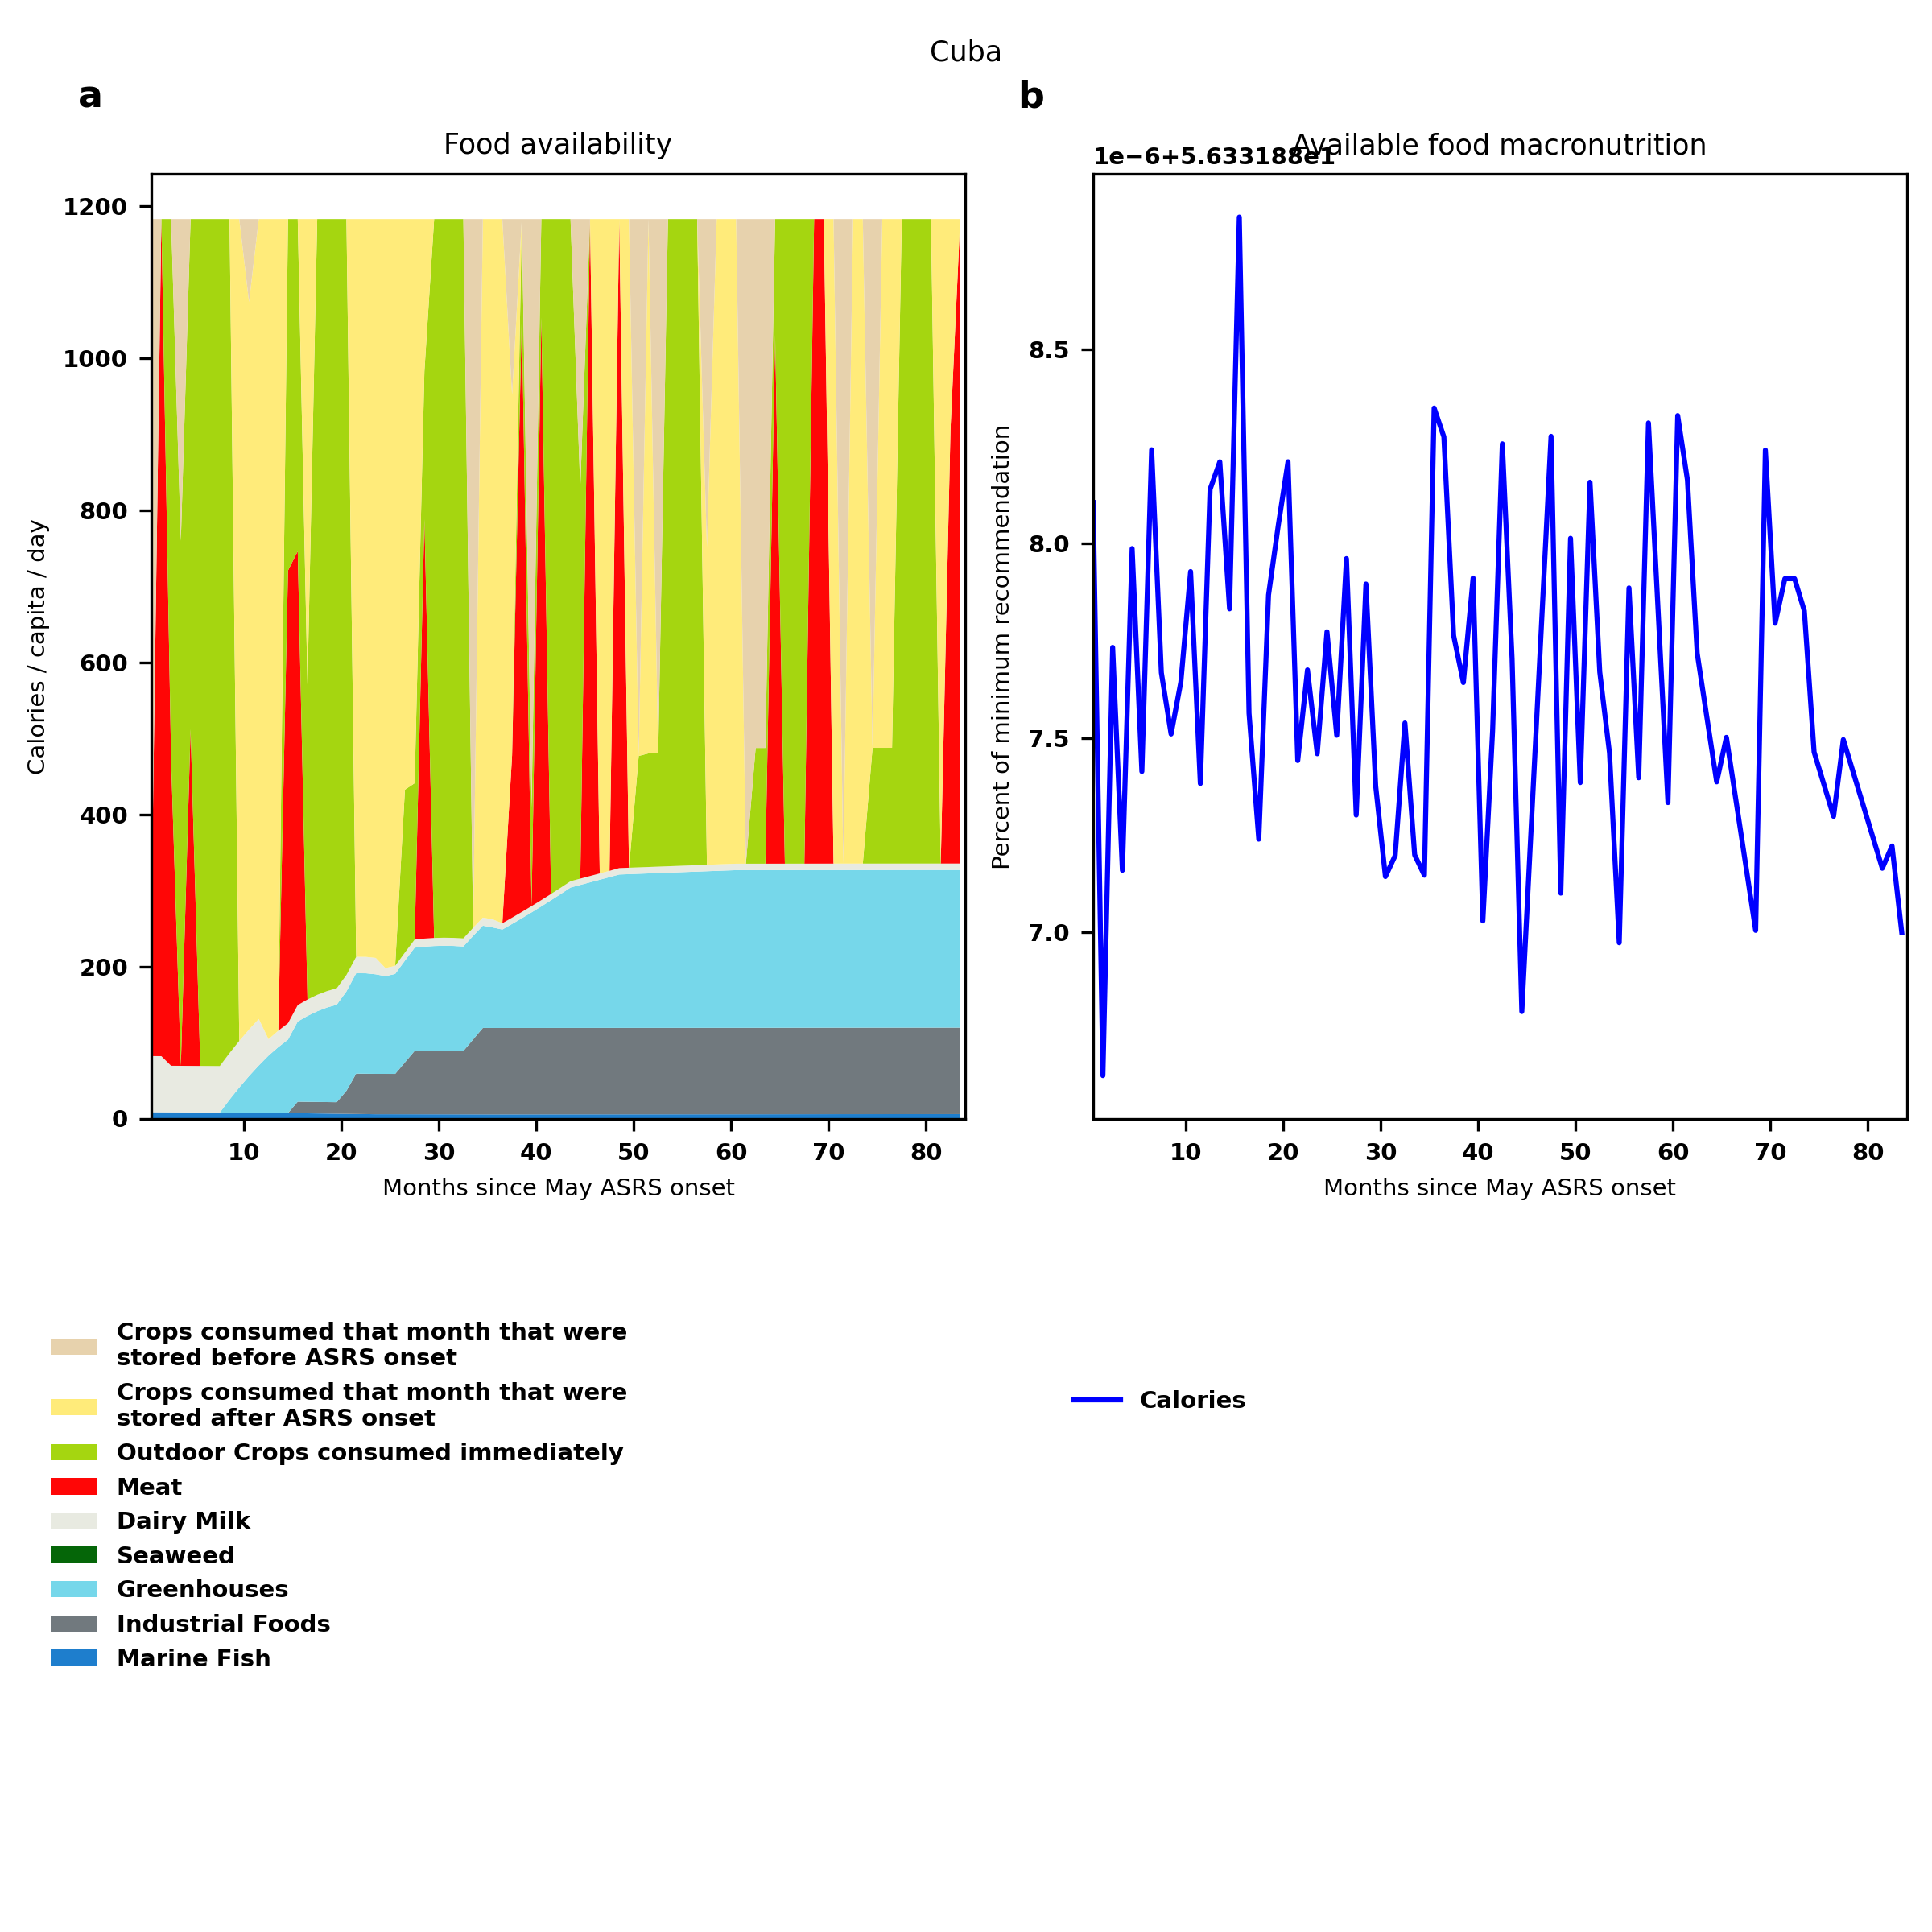 Cuba
a
Food availability
1200
1000
800
600
400
200
0
Calories / capita / day
10 20 30 40 50 60 70 80
Months since May ASRS onset
b
Available food macronutrition
1e−6+5.633188e1
8.5
8.0
7.5
7.0
Percent of minimum recommendation
10 20 30 40 50 60 70 80
Months since May ASRS onset
Crops consumed that month that were
stored before ASRS onset
Crops consumed that month that were
stored after ASRS onset
Outdoor Crops consumed immediately
Meat
Dairy Milk
Seaweed
Greenhouses
Industrial Foods
Marine Fish
Calories